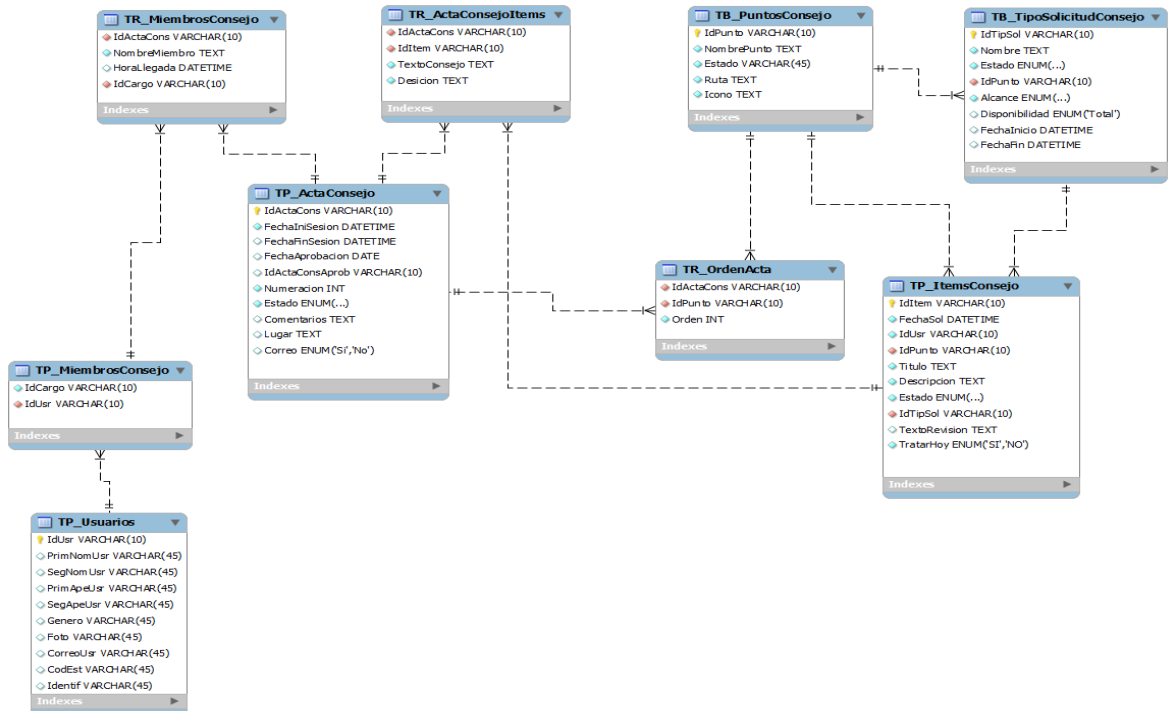 TR_MiembrosConsejo
IdActaCons VARCHAR(10)
NombreMiembro TEXT
HoraLlegada DATETIME
IdCargo VARCHAR(10)
Indexes
TR_ActaConsejoItems
IdActaCons VARCHAR(10)
IdItem VARCHAR(10)
TextoConsejo TEXT
Desicion TEXT
Indexes
TB_PuntosConsejo
IdPunto VARCHAR(10)
NombrePunto TEXT
Estado VARCHAR(45)
Ruta TEXT
Icono TEXT
Indexes
TB_TipoSolicitudConsejo
IdTipSol VARCHAR(10)
Nombre TEXT
Estado ENUM(...)
IdPunto VARCHAR(10)
Alcance ENUM(...)
Disponibilidad ENUM('Total')
FechaInicio DATETIME
FechaFin DATETIME
Indexes
TP_ActaConsejo
IdActaCons VARCHAR(10)
FechaIniSesion DATETIME
FechaFinSesion DATETIME
FechaAprobacion DATE
IdActaConsAprob VARCHAR(10)
Numeracion INT
Estado ENUM(...)
Comentarios TEXT
Lugar TEXT
Correo ENUM('Si','No')
Indexes
TR_OrdenActa
IdActaCons VARCHAR(10)
IdPunto VARCHAR(10)
Orden INT
Indexes
TP_ItemsConsejo
IdItem VARCHAR(10)
FechaSol DATETIME
IdUsr VARCHAR(10)
IdPunto VARCHAR(10)
Titulo TEXT
Descripcion TEXT
Estado ENUM(...)
IdTipSol VARCHAR(10)
TextoRevision TEXT
TratarHoy ENUM('SI','NO')
Indexes
TP_MiembrosConsejo
IdCargo VARCHAR(10)
IdUsr VARCHAR(10)
Indexes
TP_Usuarios
IdUsr VARCHAR(10)
PrimNomUsr VARCHAR(45)
SegNomUsr VARCHAR(45)
PrimApeUsr VARCHAR(45)
SegApeUsr VARCHAR(45)
Genero VARCHAR(45)
Foto VARCHAR(45)
CorreoUsr VARCHAR(45)
CodEst VARCHAR(45)
Identif VARCHAR(45)
Indexes